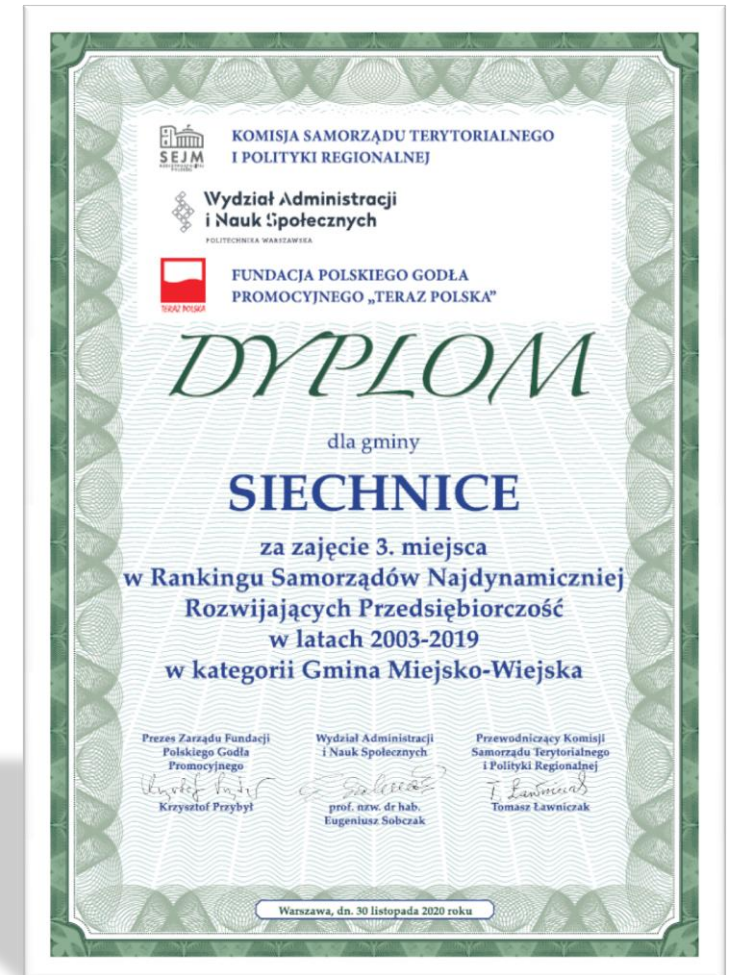 SEJM
RZECZYPOSPOLITEJ
POLSKIEJ
KOMISJA SAMORZĄDU TERYTORIALNEGO
I POLITYKI REGIONALNEJ
Wydział Administracji
i Nauk Społecznych
POLITECHNIKA WARSZAWSKA
TERAZ POLSKA
FUNDACJA POLSKIEGO GODŁA
PROMOCYJNEGO „TERAZ POLSKA”
DYPLOM
dla gminy
SIECHNICE
za zajęcie 3. miejsca
w Rankingu Samorządów Najdynamiczniej
Rozwijających Przedsiębiorczość
w latach 2003-2019
w kategorii Gmina Miejsko-Wiejska
Prezes Zarządu Fundacji
Polskiego Godła
Promocyjnego
Krzysztof Przybył
Wydział Administracji
i Nauk Społecznych
prof. nzw. dr hab.
Eugeniusz Sobczak
Przewodniczący Komisji
Samorządu Terytorialnego
i Polityki Regionalnej
T. Ławniczak
Tomasz Ławniczak
Warszawa, dn. 30 listopada 2020 roku